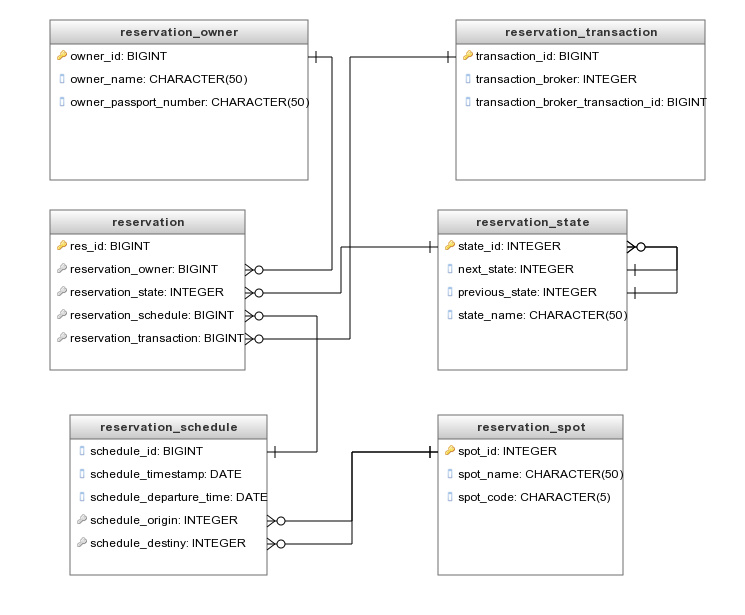 reservation_owner
owner_id: BIGINT
owner_name: CHARACTER(50)
owner_passport_number: CHARACTER(50)
reservation_transaction
transaction_id: BIGINT
transaction_broker: INTEGER
transaction_broker_transaction_id: BIGINT
reservation
res_id: BIGINT
reservation_owner: BIGINT
reservation_state: INTEGER
reservation_schedule: BIGINT
reservation_transaction: BIGINT
reservation_state
state_id: INTEGER
next_state: INTEGER
previous_state: INTEGER
state_name: CHARACTER(50)
reservation_schedule
schedule_id: BIGINT
schedule_timestamp: DATE
schedule_departure_time: DATE
schedule_origin: INTEGER
schedule_destiny: INTEGER
reservation_spot
spot_id: INTEGER
spot_name: CHARACTER(50)
spot_code: CHARACTER(5)